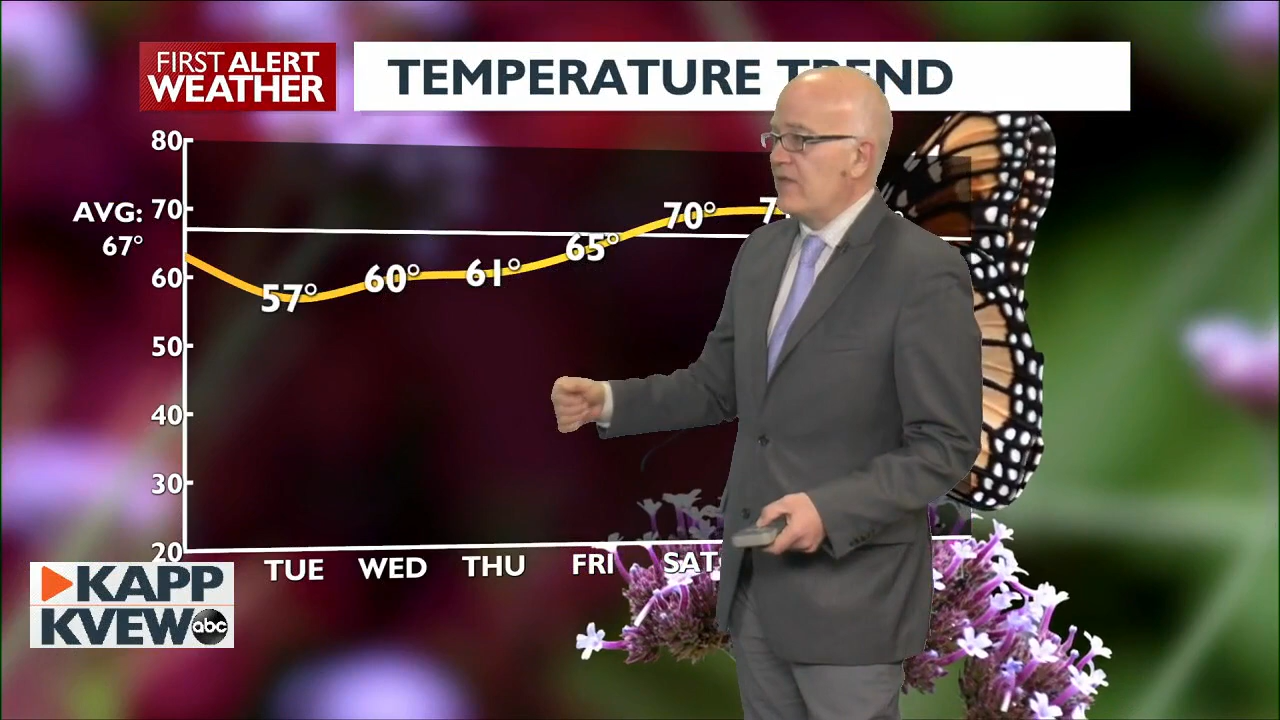 FIRST ALERT
WEATHER
TEMPERATURE
80
AVG: 70
67°
60
50
40
30
20
57°
60°
61°
65°
70°
TUE WED THU FRI SAT
KAPP
KVEW abc